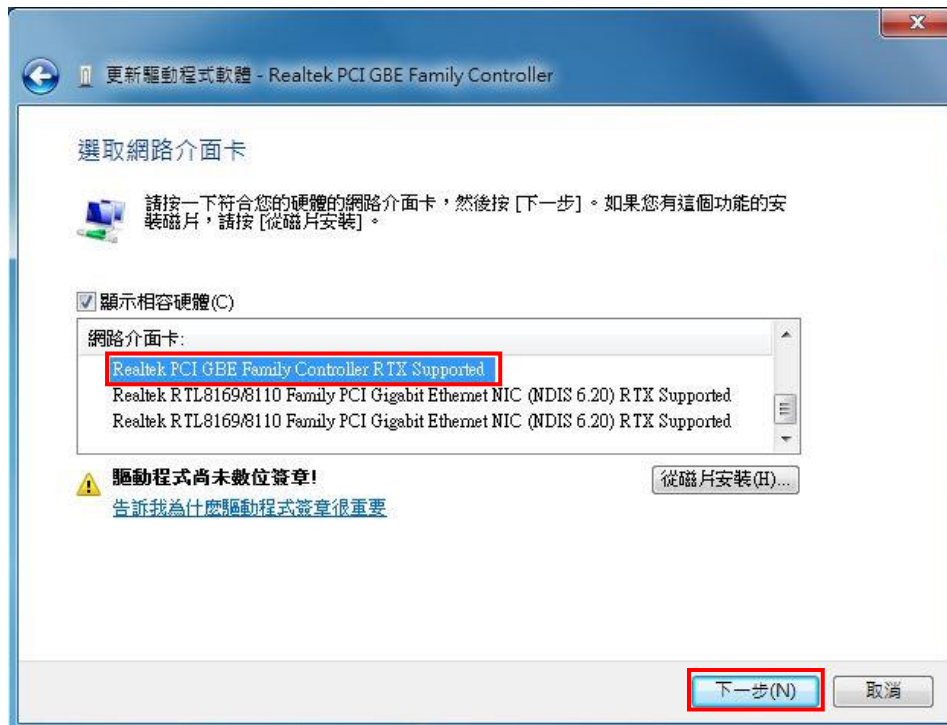 更新驅動程式軟體 - Realtek PCI GBE Family Controller
選取網路介面卡
請按一下符合您的硬體的網路介面卡，然後按 [下一步]。如果您有這個功能的安
裝磁片，請按 [從磁片安裝]。
顯示相容硬體(C)
網路介面卡:
Realtek PCI GBE Family Controller RTX Supported
Realtek RTL8169/8110 Family PCI Gigabit Ethernet NIC (NDIS 6.20) RTX Supported
Realtek RTL8169/8110 Family PCI Gigabit Ethernet NIC (NDIS 6.20) RTX Supported
驅動程式尚未數位簽章!
從磁片安裝(H)...
告訴我為什麼驅動程式簽章很重要
下一步(N)
取消